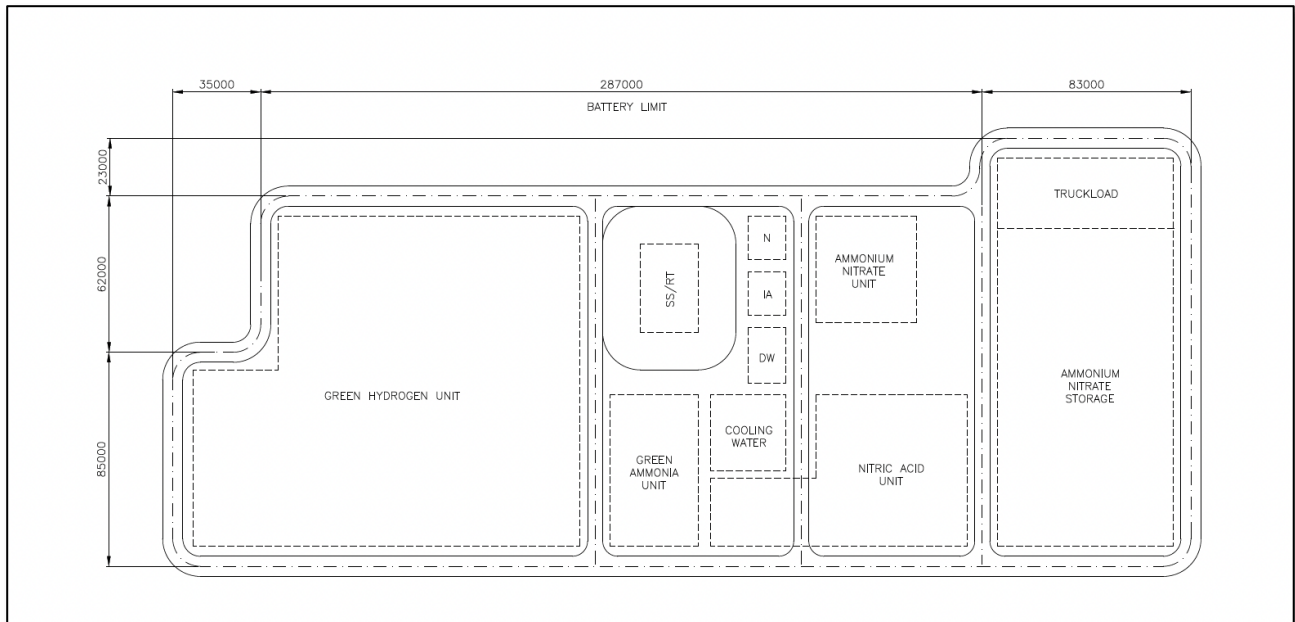 35000
287000
83000
BATTERY LIMIT
23000
TRUCKLOAD
62000
N
AMMONIUM
NITRATE
UNIT
SS/RT
IA
DW
GREEN HYDROGEN UNIT
AMMONIUM
NITRATE
STORAGE
85000
COOLING
WATER
GREEN
AMMONIA
UNIT
NITRIC ACID
UNIT